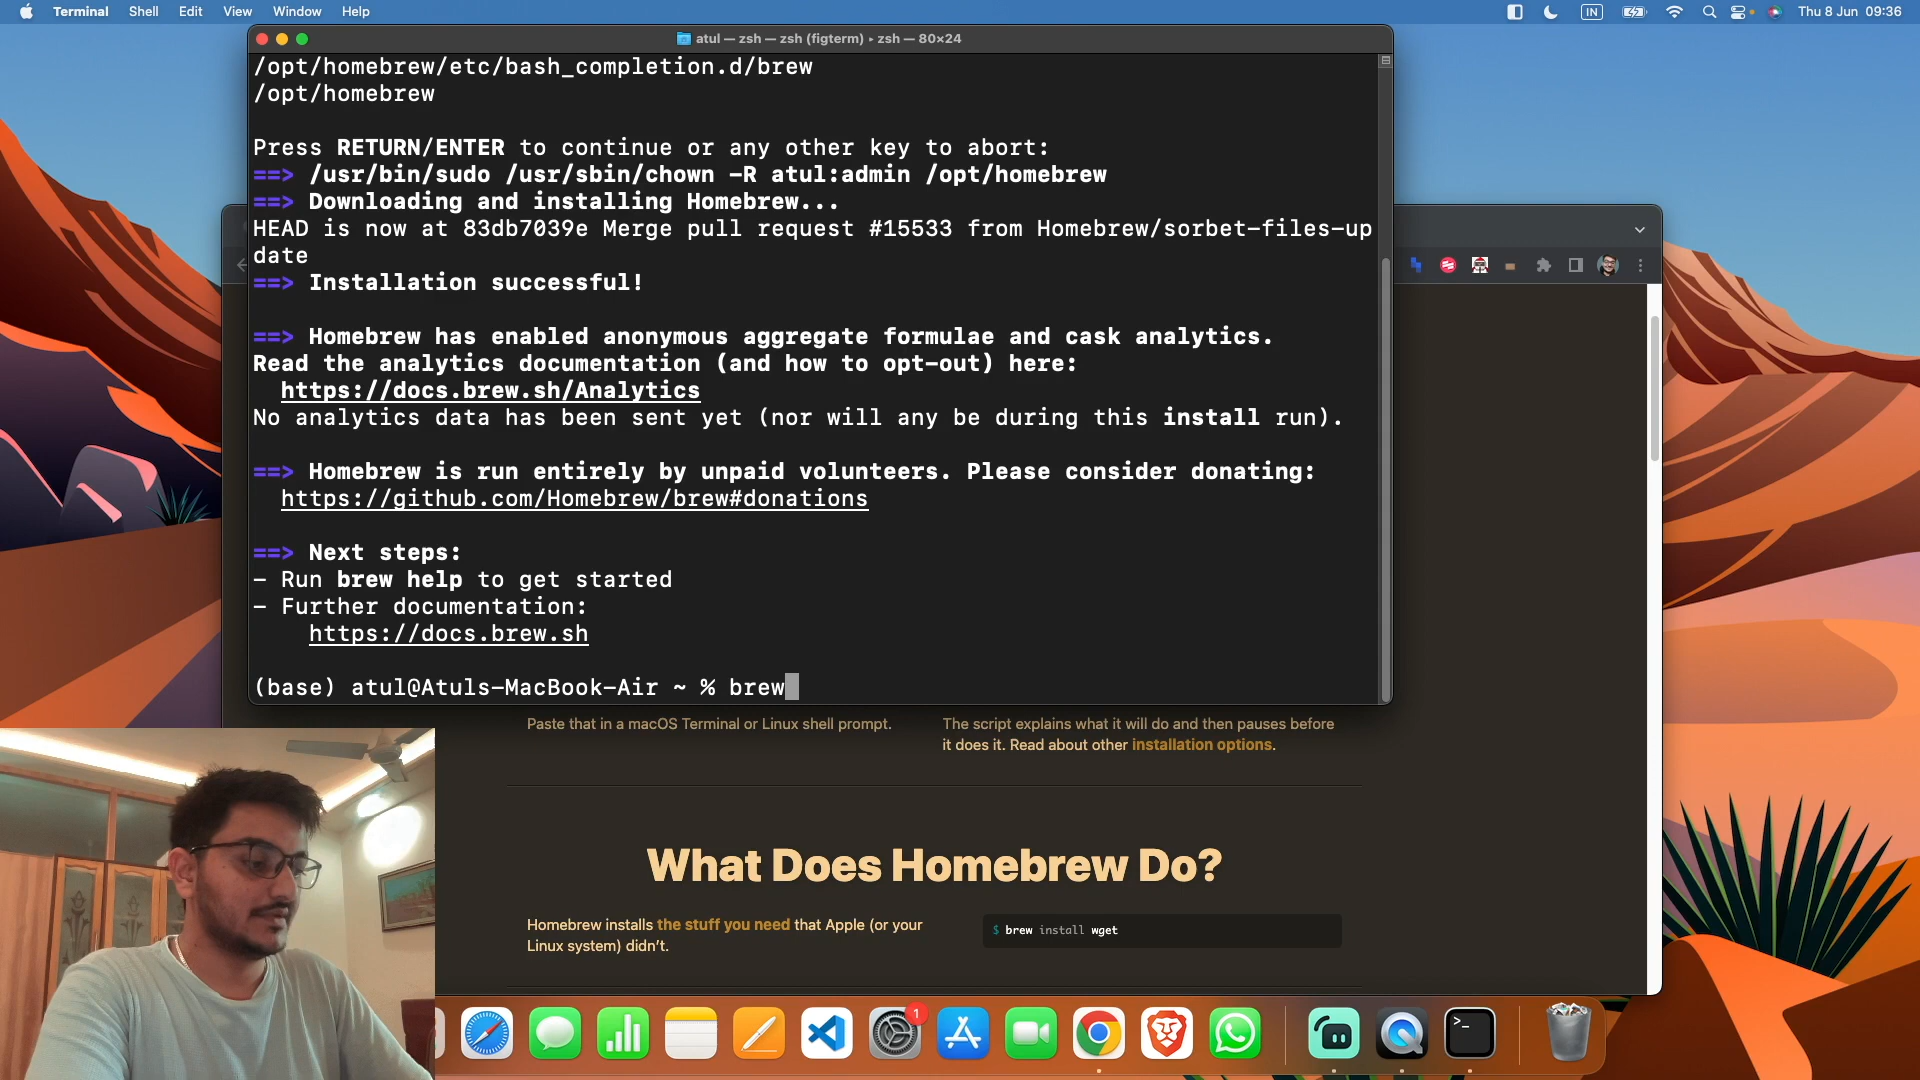 Terminal Shell Edit View Window Help
IN
Thu 8 Jun 09:36
atul — zsh — zsh (figterm) ▸ zsh — 80×24
/opt/homebrew/etc/bash_completion.d/brew
/opt/homebrew
Press RETURN/ENTER to continue or any other key to abort:
==> /usr/bin/sudo /usr/sbin/chown -R atul:admin /opt/homebrew
==> Downloading and installing Homebrew...
HEAD is now at 83db7039e Merge pull request #15533 from Homebrew/sorbet-files-up
date
==> Installation successful!
==> Homebrew has enabled anonymous aggregate formulae and cask analytics.
Read the analytics documentation (and how to opt-out) here:
https://docs.brew.sh/Analytics
No analytics data has been sent yet (nor will any be during this install run).
==> Homebrew is run entirely by unpaid volunteers. Please consider donating:
https://github.com/Homebrew/brew#donations
==> Next steps:
- Run brew help to get started
- Further documentation:
https://docs.brew.sh
(base) atul@Atuls-MacBook-Air ~ % brew
Paste that in a macOS Terminal or Linux shell prompt.
The script explains what it will do and then pauses before
it does it. Read about other installation options.
What Does Homebrew Do?
Homebrew installs the stuff you need that Apple (or your
Linux system) didn't.
$ brew install wget
1
>_